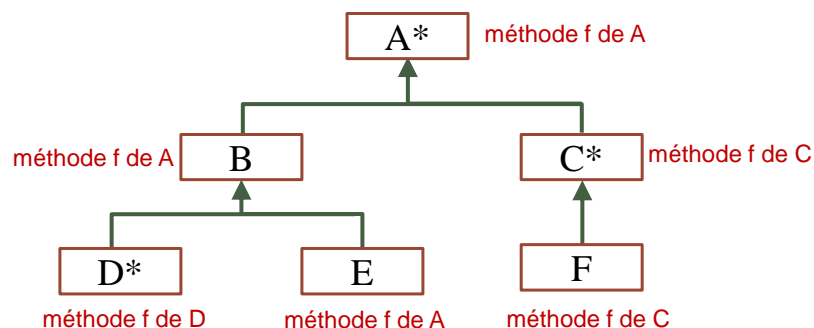 A*
méthode f de A
méthode f de A
B
C*
méthode f de C
D*
E
F
méthode f de D
méthode f de A
méthode f de C